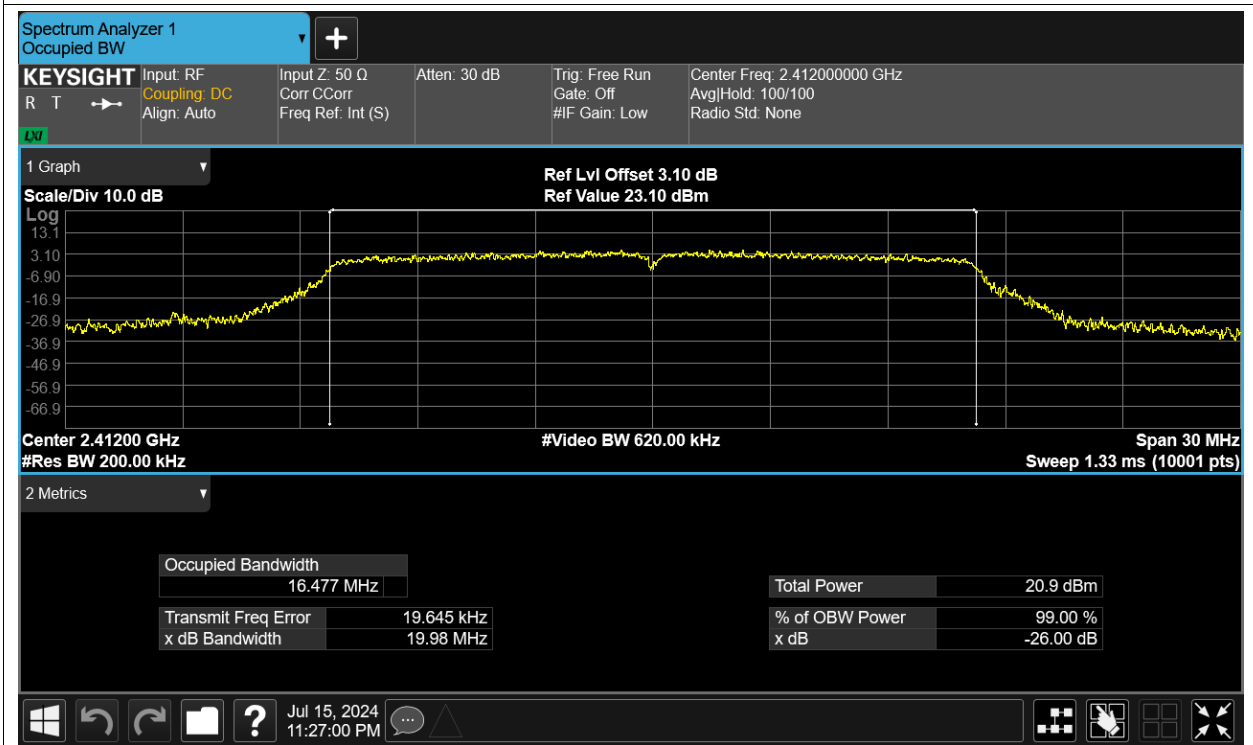 Spectrum Analyzer 1
Occupied BW
KEYSIGHT
R T
LXI
Input: RF
Coupling: DC
Align: Auto
Input Z: 50 Ω
Corr CCorr
Freq Ref: Int (S)
Atten: 30 dB
Trig: Free Run
Gate: Off
#IF Gain: Low
Center Freq: 2.412000000 GHz
Avg|Hold: 100/100
Radio Std: None
1 Graph
Scale/Div 10.0 dB
Ref Lvl Offset 3.10 dB
Ref Value 23.10 dBm
Log
13.1
3.10
-6.90
-16.9
-26.9
-36.9
-46.9
-56.9
-66.9
Center 2.41200 GHz
#Res BW 200.00 kHz
#Video BW 620.00 kHz
Span 30 MHz
Sweep 1.33 ms (10001 pts)
2 Metrics
Occupied Bandwidth
16.477 MHz
Transmit Freq Error 19.645 kHz
x dB Bandwidth 19.98 MHz
Total Power 20.9 dBm
% of OBW Power 99.00 %
x dB -26.00 dB
?
Jul 15, 2024
11:27:00 PM